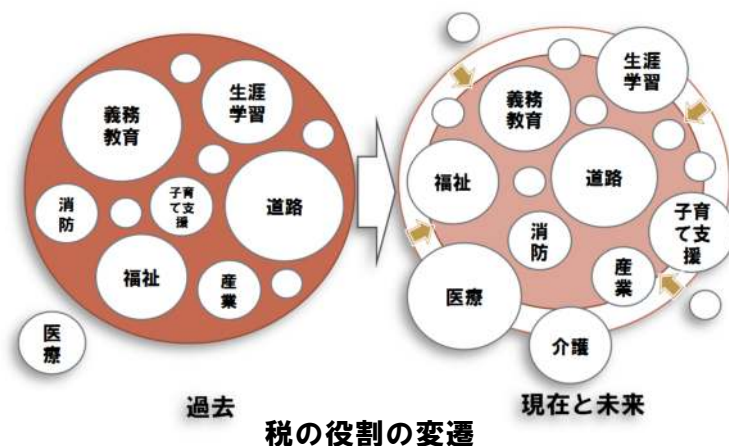 義務
教育
生涯
学習
消
防
子育
て支
援
道路
福祉
産
業
医
療
過去
義務
教育
生涯
学習
福祉
道路
消
防
子育
て支
援
産
業
医療
介護
現在と未来
税の役割の変遷